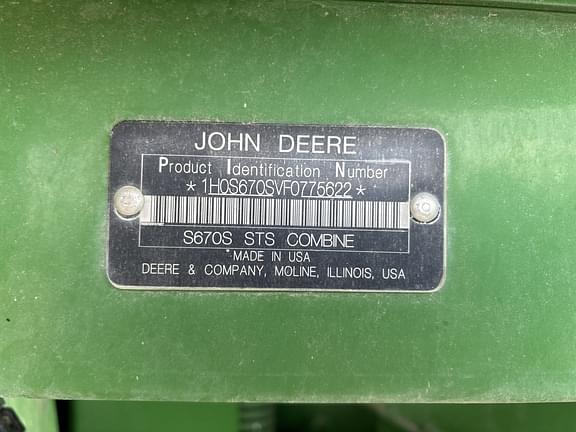 JOHN DEERE
Product Identification Number
*1H0S670SVF0775622*
S670S STS COMBINE
*MADE IN USA
DEERE & COMPANY, MOLINE, ILLINOIS, USA